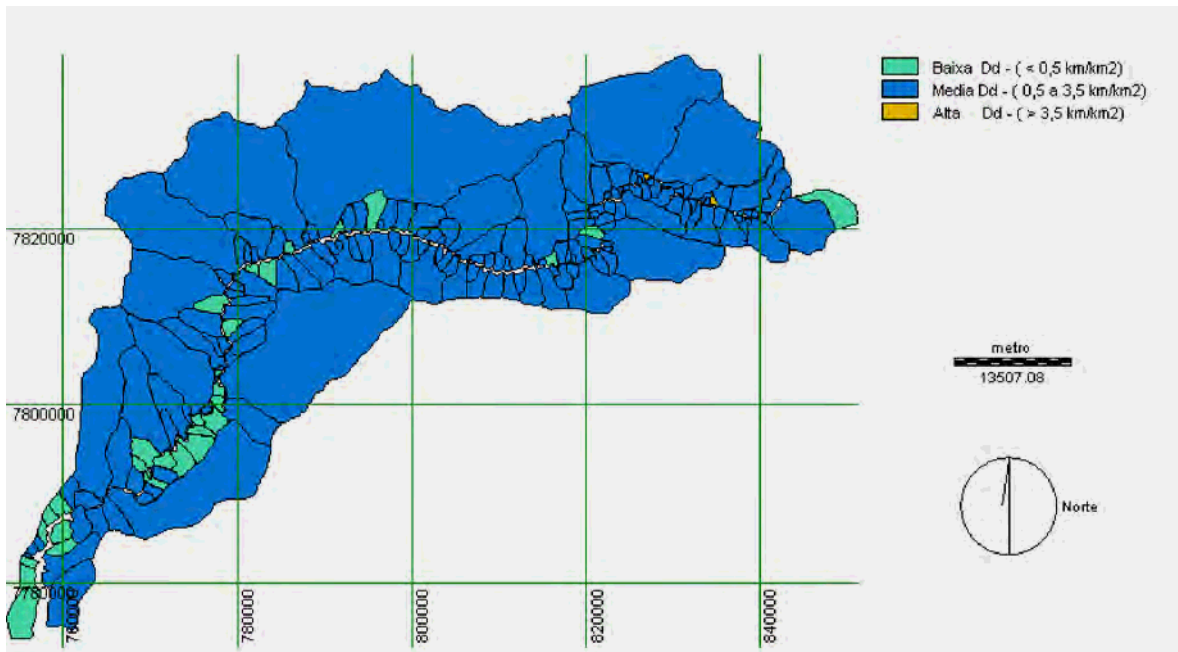 Baixa Dd - ( < 0,5 km/km2)
Media Dd - ( 0,5 a 3,5 km/km2)
Alta Dd - ( > 3,5 km/km2)
7820000
metro
13507.08
7800000
Norte
7780000
760000
780000
800000
820000
840000